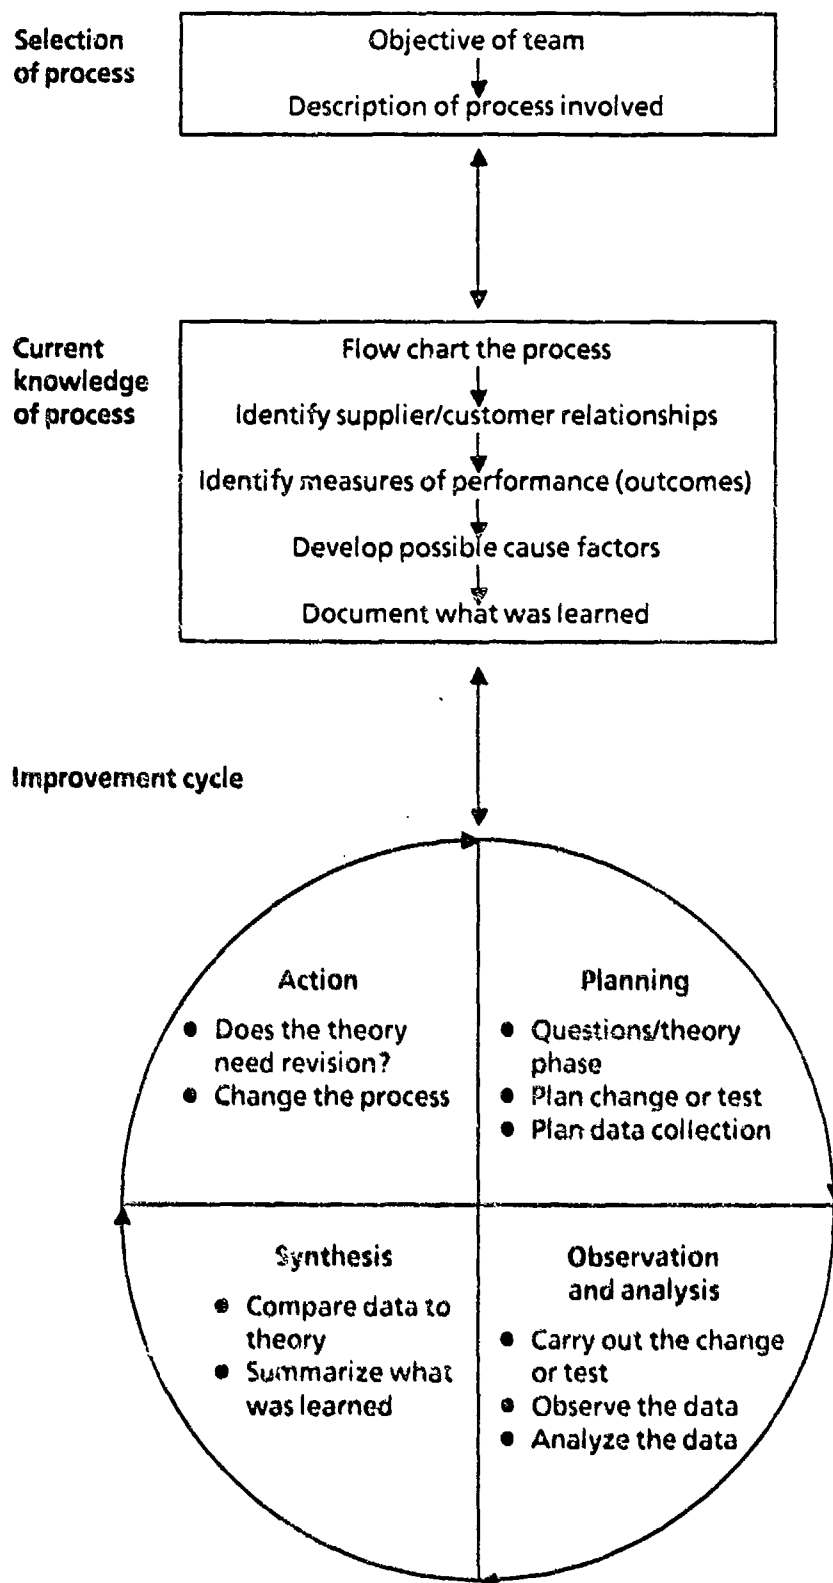 Selection
of process
Objective of team
Description of process involved
Current
knowledge
of process
Flow chart the process
Identify supplier/customer relationships
Identify measures of performance (outcomes)
Develop possible cause factors
Document what was learned
Improvement cycle
Action
● Does the theory
need revision?
● Change the process
Planning
● Questions/theory
phase
● Plan change or test
● Plan data collection
Synthesis
● Compare data to
theory
● Summarize what
was learned
Observation
and analysis
● Carry out the change
or test
● Observe the data
● Analyze the data